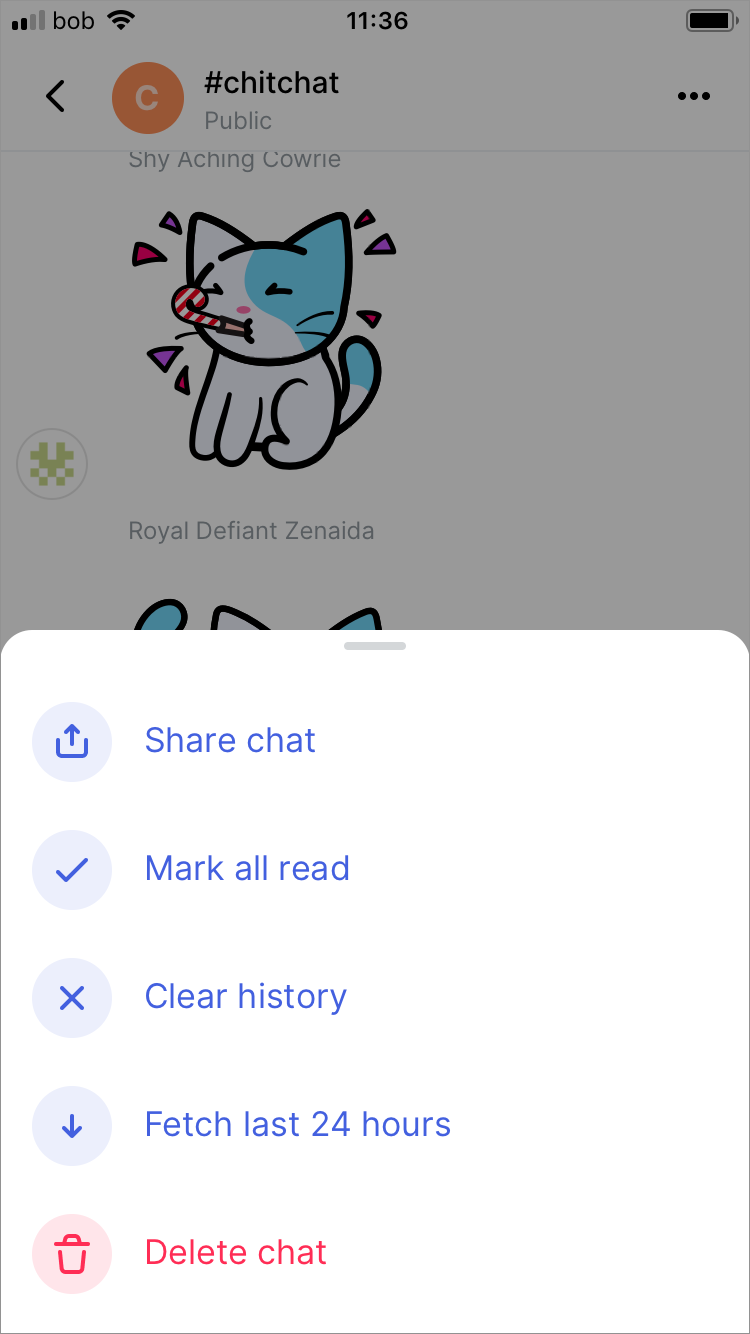 bob
11:36
C
#chitchat
Public
Shy Aching Cowrie
Royal Defiant Zenaida
Share chat
Mark all read
Clear history
Fetch last 24 hours
Delete chat